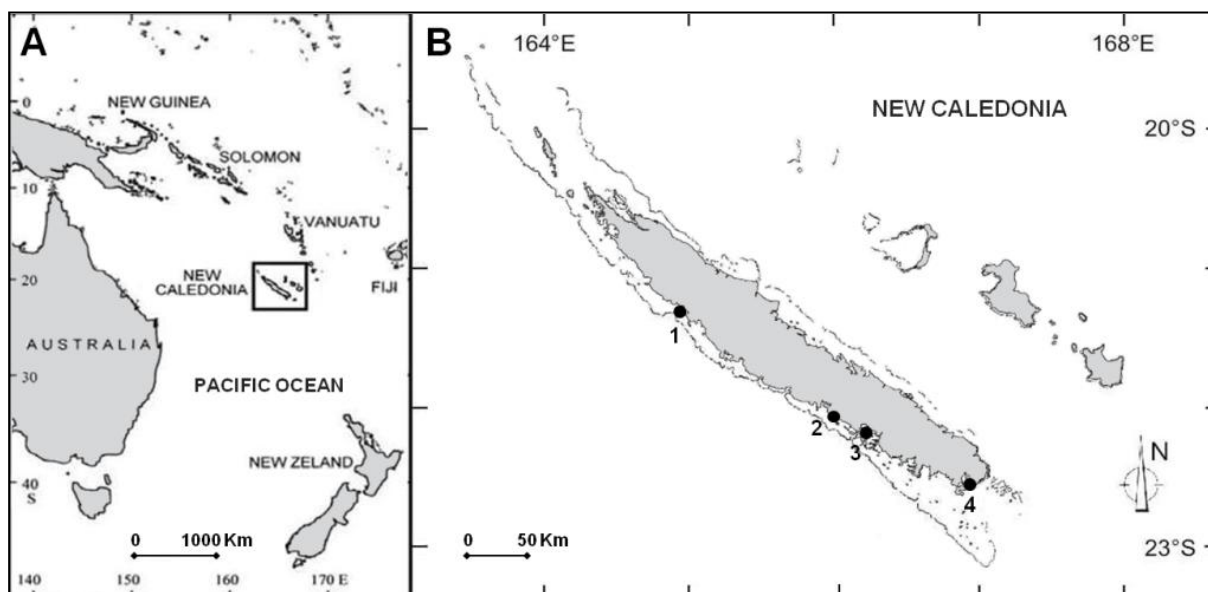 A
0
NEW GUINEA
SOLOMON
10
VANUATU
20
NEW
CALEDONIA
FIJI
AUSTRALIA
30
PACIFIC OCEAN
NEW ZELAND
40
S
0 1000 Km
140 150 160 170 E
B
164°E 168°E
NEW CALEDONIA
20°S
1
2
3
4
N
0 50 Km
23°S